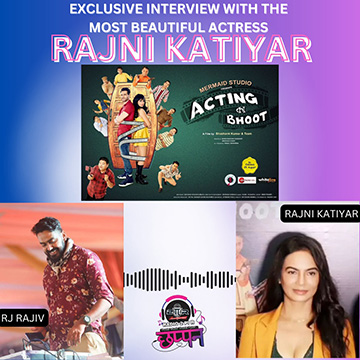 EXCLUSIVE INTERVIEW WITH THE
MOST BEAUTIFUL ACTRESS
RAJNI KATIYAR
MERMAID STUDIO
ACTING
का
BHOOT
RAJNI KATIYAR
RJ RAJIV